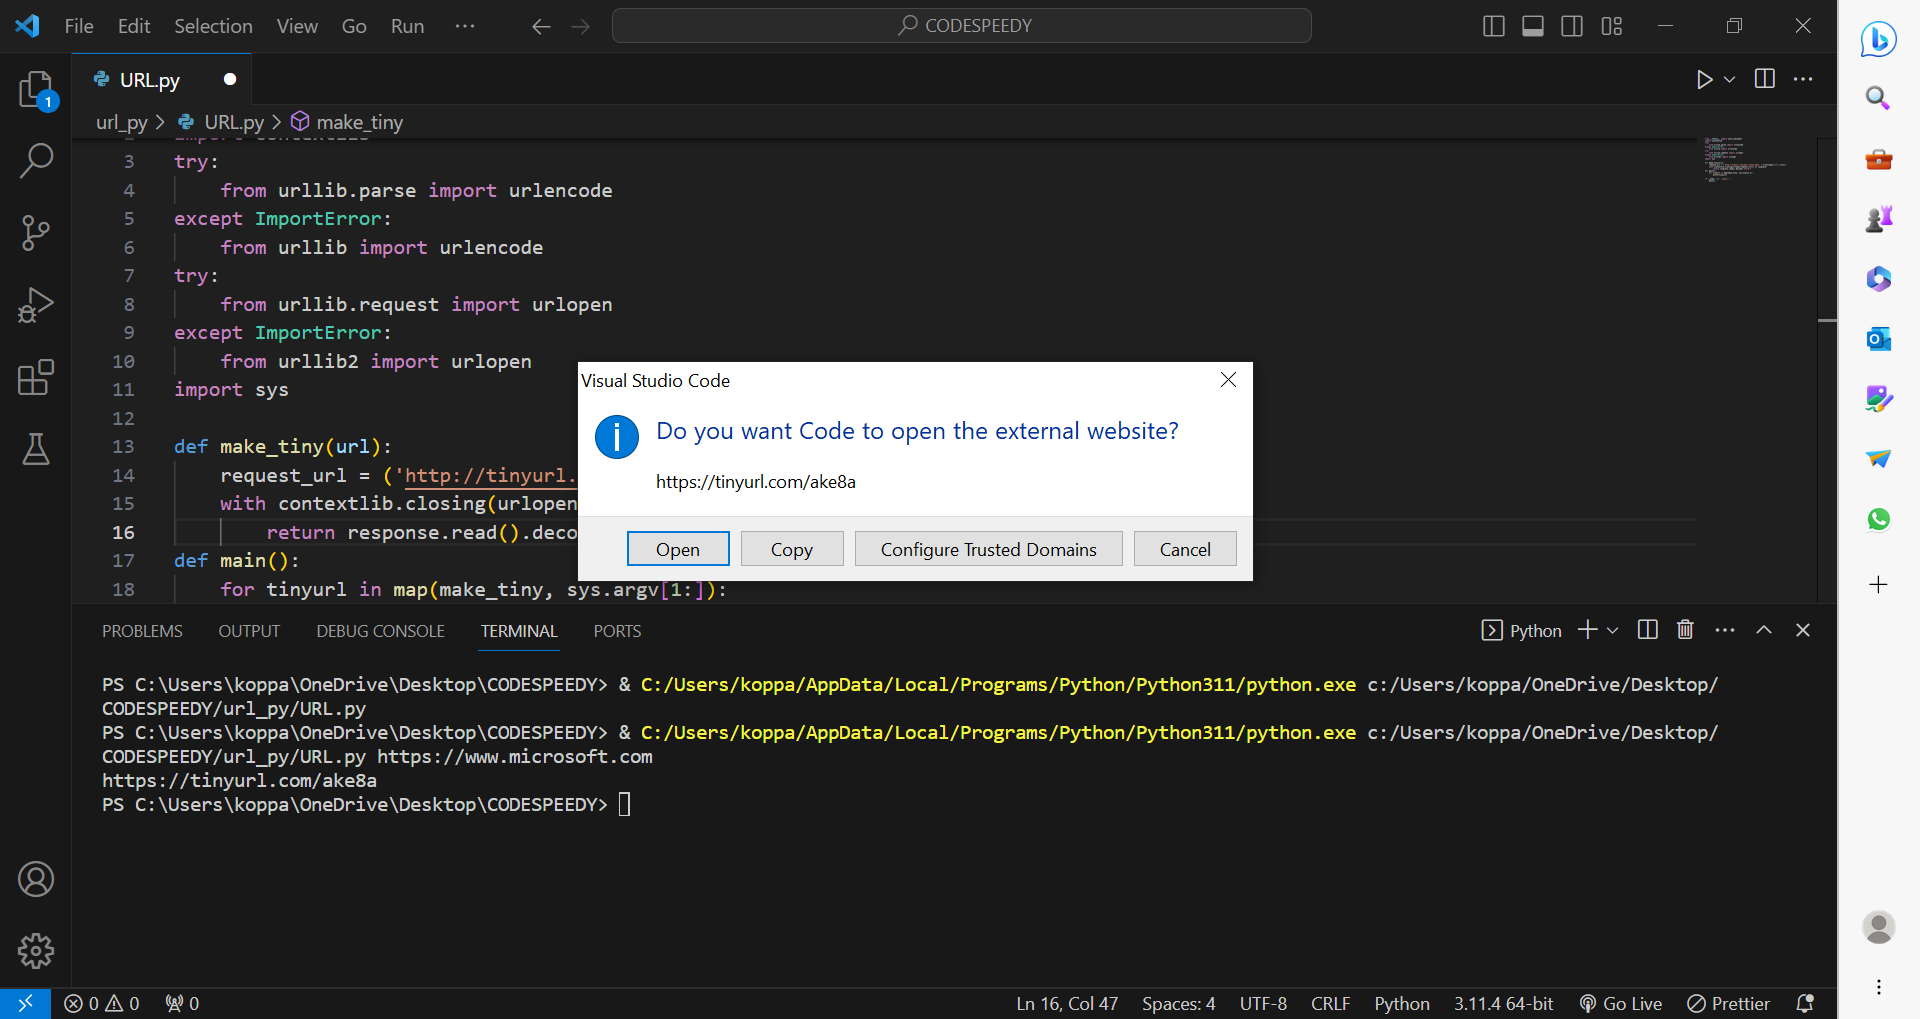 File Edit Selection View Go Run ···
CODESPEEDY
URL.py
1
url_py > URL.py > make_tiny
3 try:
4 from urllib.parse import urlencode
5 except ImportError:
6 from urllib import urlencode
7 try:
8 from urllib.request import urlopen
9 except ImportError:
10 from urllib2 import urlopen
11 import sys
12
13 def make_tiny(url):
14 request_url = ('http://tinyurl.
15 with contextlib.closing(urlopen
16 return response.read().deco
17 def main():
18 for tinyurl in map(make_tiny, sys.argv[1:]):
Visual Studio Code
Do you want Code to open the external website?
https://tinyurl.com/ake8a
Open Copy Configure Trusted Domains Cancel
PROBLEMS OUTPUT DEBUG CONSOLE TERMINAL PORTS
Python
PS C:\Users\koppa\OneDrive\Desktop\CODESPEEDY> & C:/Users/koppa/AppData/Local/Programs/Python/Python311/python.exe c:/Users/koppa/OneDrive/Desktop/
CODESPEEDY/url_py/URL.py
PS C:\Users\koppa\OneDrive\Desktop\CODESPEEDY> & C:/Users/koppa/AppData/Local/Programs/Python/Python311/python.exe c:/Users/koppa/OneDrive/Desktop/
CODESPEEDY/url_py/URL.py https://www.microsoft.com
https://tinyurl.com/ake8a
PS C:\Users\koppa\OneDrive\Desktop\CODESPEEDY>
0 0 0
Ln 16, Col 47 Spaces: 4 UTF-8 CRLF Python 3.11.4 64-bit Go Live Prettier